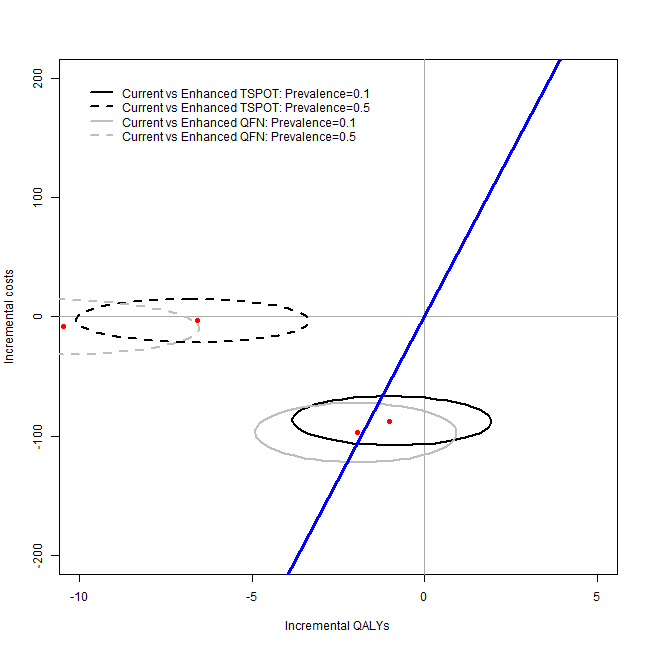 Current vs Enhanced TSPOT: Prevalence=0.1
Current vs Enhanced TSPOT: Prevalence=0.5
Current vs Enhanced QFN: Prevalence=0.1
Current vs Enhanced QFN: Prevalence=0.5
200
100
0
-100
-200
Incremental costs
-10
-5
0
5
Incremental QALYs